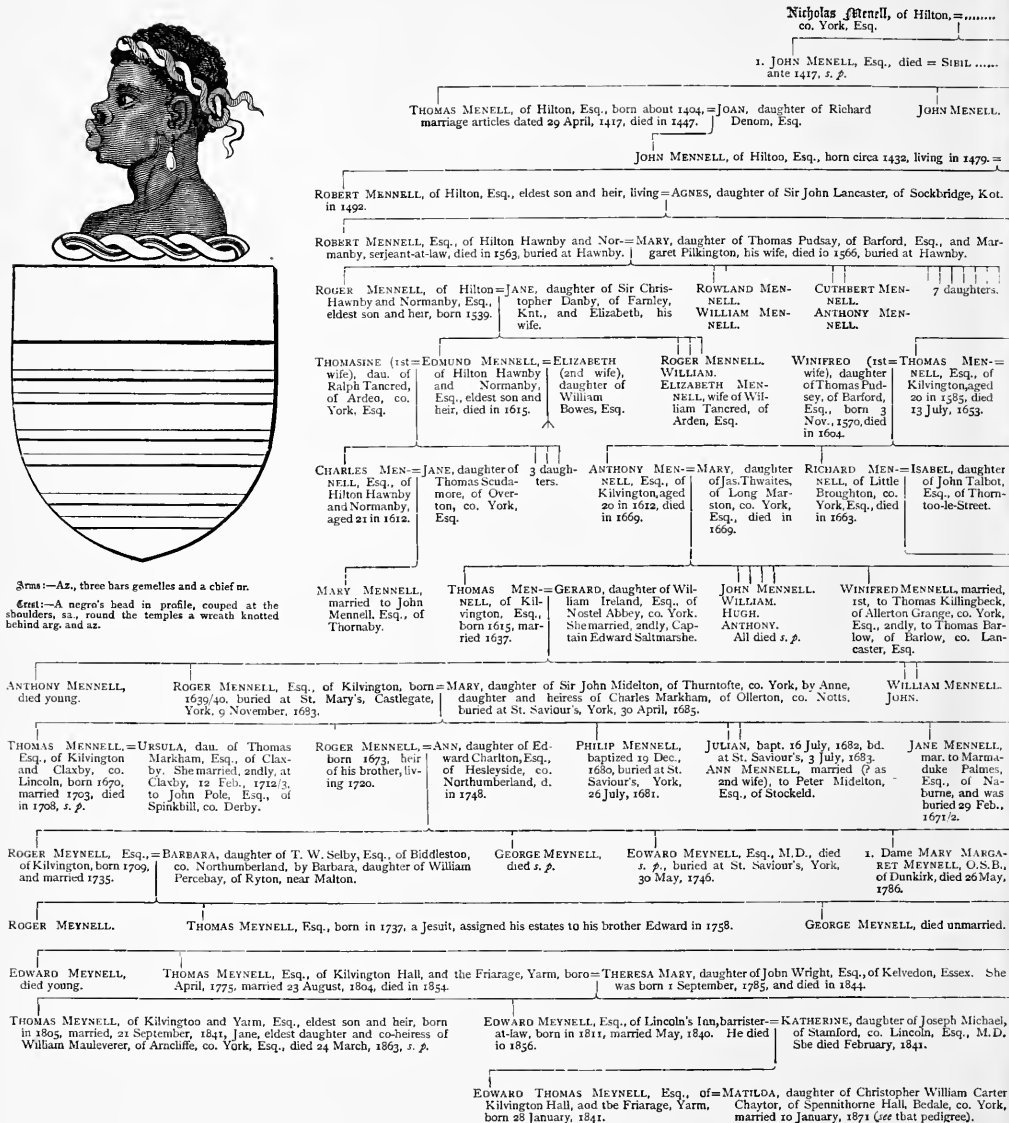 Nicholas Menell, of Hilton, =.........
co. York, Esq.
1. JOHN MENELL, Esq., died = SIBIL ......
ante 1417, s. p.
THOMAS MENELL, of Hilton, Esq., born about 1404, =JOAN, daughter of Richard
marriage articles dated 29 April, 1417, died in 1447. Denom, Esq.
JOHN MENELL.
JOHN MENNELL, of Hiltoo, Esq., horn circa 1432, living in 1479. =
ROBERT MENNELL, of Hilton, Esq., eldest son and heir, living=AGNES, daughter of Sir John Lancaster, of Sockbridge, Kot.
in 1492.
ROBERT MENNELL, Esq., of Hilton Hawnby and Nor-=MARY, daughter of Thomas Pudsay, of Barford, Esq., and Mar-
manby, serjeant-at-law, died in 1563, buried at Hawnby. garet Pilkington, his wife, died io 1566, buried at Hawnby.
ROGER MENNELL, of Hilton=JANE, daughter of Sir Chris-
Hawnby and Normanby, Esq., topher Danby, of Farnley,
eldest son and heir, born 1539. Knt., and Elizabeth, his
wife.
ROWLAND MEN-
NELL.
WILLIAM MEN-
NELL.
CUTHBERT MEN-
NELL.
ANTHONY MEN-
NELL.
7 daughters.
THOMASINE (1st=EDMUND MENNELL,=ELIZABETH
wife), dau. of of Hilton Hawnby (2nd wife),
Ralph Tancred, and Normanby, daughter of
of Ardeo, co. Esq., eldest son and William
York, Esq. heir, died in 1615. Bowes, Esq.
ROGER MENNELL.
WILLIAM.
ELIZABETH MEN-
NELL, wife of Wil-
liam Tancred, of
Arden, Esq.
WINIFREO (1st=THOMAS MEN-=
wife), daughter NELL, Esq., of
of Thomas Pud- Kilvington,aged
sey, of Barford, 20 in 1585, died
Esq., born 3 13 July, 1653.
Nov., 1570,died
in 1604.
CHARLES MEN-=JANE, daughter of
NELL, Esq., of Thomas Scuda-
Hilton Hawnby more, of Over-
and Normanby, ton, co. York,
aged 21 in 1612. Esq.
3 daugh-
ters.
ANTHONY MEN-=MARY, daughter
NELL, Esq., of of Jas. Thwaites,
Kilvington,aged of Long Mar-
20 in 1612, died ston, co. York,
in 1669. Esq., died in
1669.
RICHARD MEN-=ISABEL, daughter
NELL, of Little of John Talbot,
Broughton, co. Esq., of Thorn-
York, Esq., died too-le-Street.
in 1663.
Arms:—Az., three bars gemelles and a chief nr.
Crest:—A negro's bead in profile, couped at the
shoulders, sa., round the temples a wreath knotted
behind arg. and az.
MARY MENNELL,
married to John
Mennell, Esq., of
Thornaby.
THOMAS MEN-=GERARD, daughter of Wil-
NELL, of Kil- liam Ireland, Esq., of
vington, Esq., Nostel Abbey, co. York.
born 1615, mar- She married, 2ndly, Cap-
ried 1637. tain Edward Saltmarshe.
JOHN MENNELL.
WILLIAM.
HUGH.
ANTHONY.
All died s. p.
WINIFRED MENNELL, married,
1st, to Thomas Killingbeck,
of Allerton Grange, co. York,
Esq., 2ndly, to Thomas Bar-
low, of Barlow, co. Lan-
caster, Esq.
ANTHONY MENNELL,
died young.
ROGER MENNELL, Esq., of Kilvington, born=MARY, daughter of Sir John Midelton, of Thurntofte, co. York, by Anne,
1639/40, buried at St. Mary's, Castlegate, daughter and heiress of Charles Markham, of Ollerton, co. Notts,
York, 9 November, 1683. buried at St. Saviour's, York, 30 April, 1685.
WILLIAM MENNELL.
JOHN.
THOMAS MENNELL,=URSULA, dau. of Thomas
Esq., of Kilvington Markham, Esq., of Clax-
and Claxby, co. by. She married, 2ndly, at
Lincoln, born 1670, Claxby, 12 Feb., 1712/3,
married 1703, died to John Pole, Esq., of
in 1708, s. p. Spinkbill, co. Derby.
ROGER MENNELL,=ANN, daughter of Ed-
born 1673, heir ward Charlton, Esq.,
of his brother, liv- of Hesleyside, co.
ing 1720. Northumberland, d.
in 1748.
PHILIP MENNELL,
baptized 19 Dec.,
1680, buried at St.
Saviour's, York,
26 July, 1681.
JULIAN, bapt. 16 July, 1682, bd.
at St. Saviour's, 3 July, 1683.
ANN MENNELL, married (? as
2nd wife), to Peter Midelton,
Esq., of Stockeld.
JANE MENNELL,
mar. to Marma-
duke Palmes,
Esq., of Na-
burne, and was
buried 29 Feb.,
1671/2.
ROGER MEYNELL, Esq.,=BARBARA, daughter of T. W. Selby, Esq., of Biddleston,
of Kilvington, born 1709, co. Northumberland, by Barbara, daughter of William
and married 1735. Percebay, of Ryton, near Malton.
GEORGE MEYNELL,
died s. p.
EDWARD MEYNELL, Esq., M.D., died
s. p., buried at St. Saviour's, York,
30 May, 1746.
1. Dame MARY MARGA-
RET MEYNELL, O.S.B.,
of Dunkirk, died 26 May,
1786.
ROGER MEYNELL.
THOMAS MEYNELL, Esq., born in 1737, a Jesuit, assigned his estates to his brother Edward in 1758.
GEORGE MEYNELL, died unmarried.
EDWARD MEYNELL,
died young.
THOMAS MEYNELL, Esq., of Kilvington Hall, and the Friarage, Yarm, boro=THERESA MARY, daughter of John Wright, Esq., of Kelvedon, Essex. She
April, 1775, married 23 August, 1804, died in 1854. was born 1 September, 1785, and died in 1844.
THOMAS MEYNELL, of Kilvingtoo and Yaim, Esq., eldest son and heir, born
in 1805, married, 21 September, 1841, Jane, eldest daughter and co-heiress of
William Mauleverer, of Arncliffe, co. York, Esq., died 24 March, 1863, s. p.
EDWARD MEYNELL, Esq., of Lincoln's Inn, barrister-=KATHERINE, daughter of Joseph Michael,
at-law, born in 1811, married May, 1840. He died of Stamford, co. Lincoln, Esq., M.D.
io 1856. She died February, 1841.
EDWARD THOMAS MEYNELL, Esq., of=MATILDA, daughter of Christopher William Carter
Kilvington Hall, aod the Friarage, Yarm, Chaytor, of Spennithorne Hall, Bedale, co. York,
born 28 January, 1841. married 10 January, 1871 (see that pedigree).